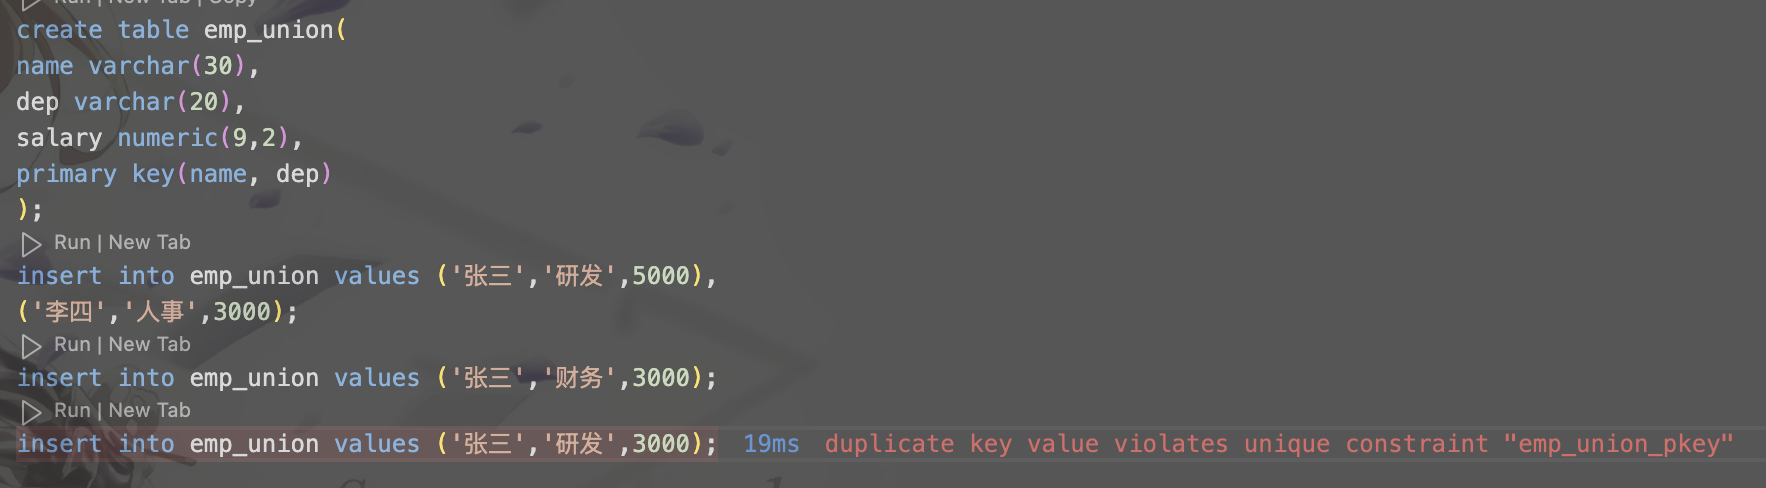 Run | New Tab | Copy
create table emp_union(
name varchar(30),
dep varchar(20),
salary numeric(9,2),
primary key(name, dep)
);
Run | New Tab
insert into emp_union values ('张三','研发',5000),
('李四','人事',3000);
Run | New Tab
insert into emp_union values ('张三','财务',3000);
Run | New Tab
insert into emp_union values ('张三','研发',3000); 19ms duplicate key value violates unique constraint "emp_union_pkey"